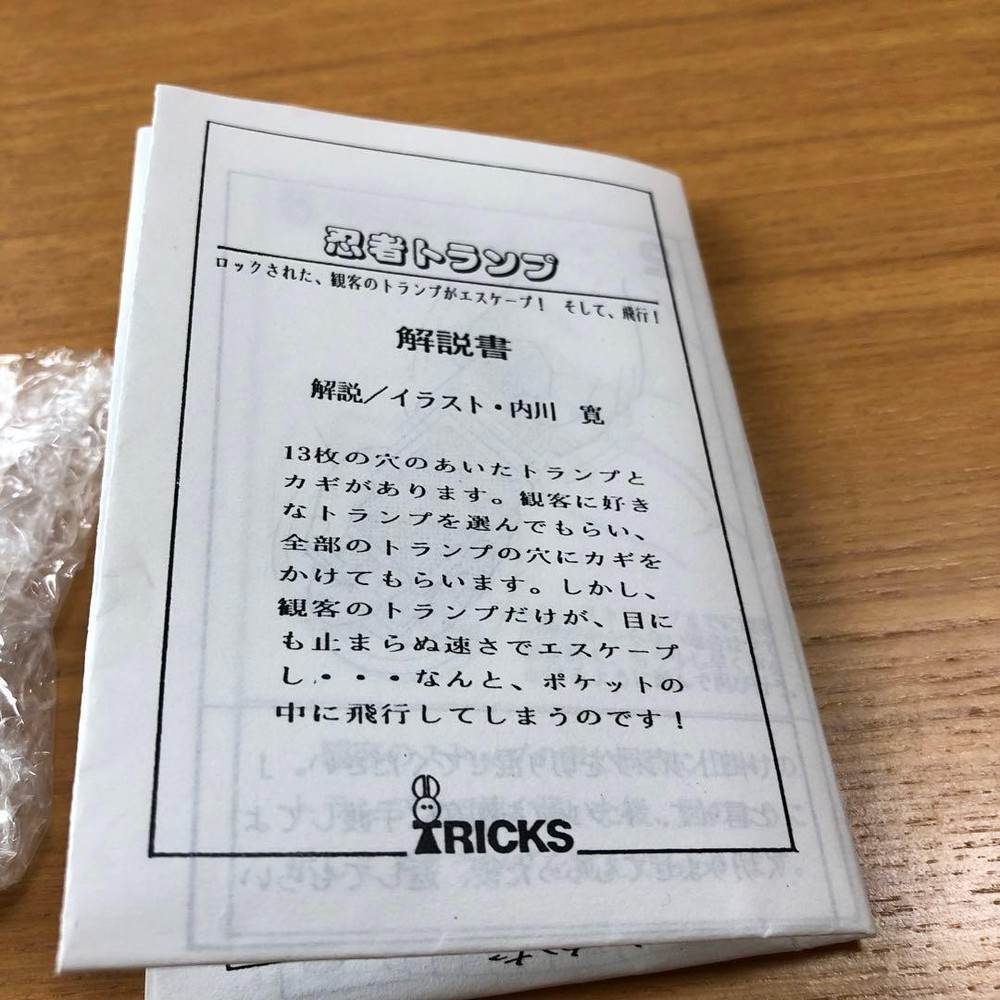 忍者トランプ
ロックされた、観客のトランプがエスケープ！　そして、飛行！
解説書
解説／イラスト・内川　寛
13枚の穴のあいたトランプと
カギがあります。観客に好き
なトランプを選んでもらい、
全部のトランプの穴にカギを
かけてもらいます。しかし、
観客のトランプだけが、目に
も止まらぬ速さでエスケープ
し・・・なんと、ポケットの
中に飛行してしまうのです！
TRICKS